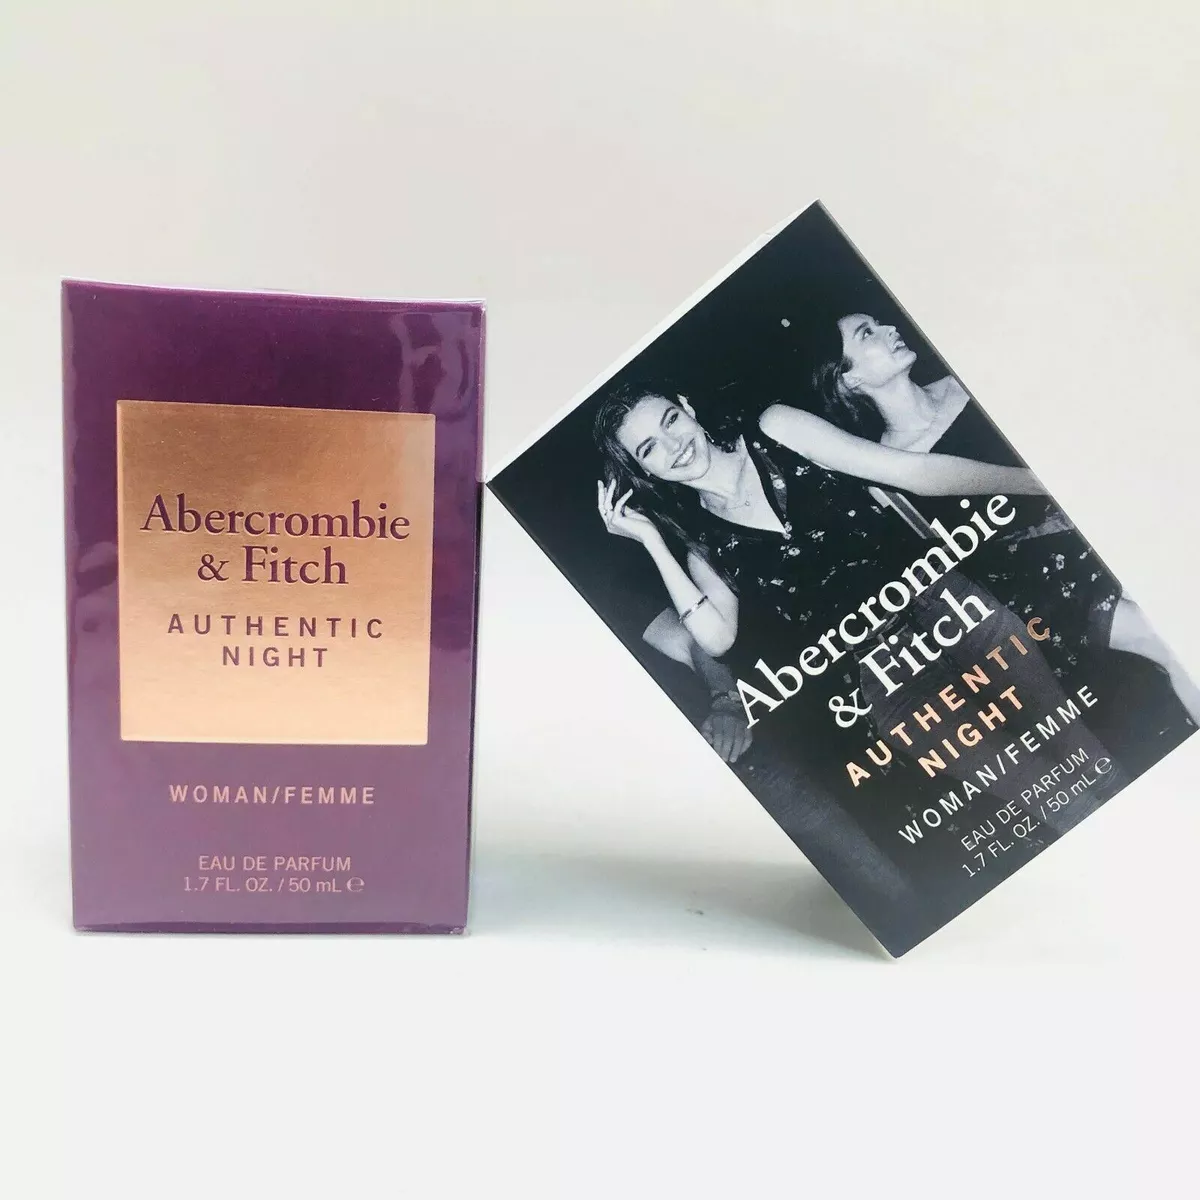 Abercrombie
& Fitch
AUTHENTIC
NIGHT
WOMAN/FEMME
EAU DE PARFUM
1.7 FL. OZ. / 50 mL ℮
Abercrombie
& Fitch
AUTHENTIC
NIGHT
WOMAN/FEMME
EAU DE PARFUM
1.7 FL. OZ. / 50 mL ℮